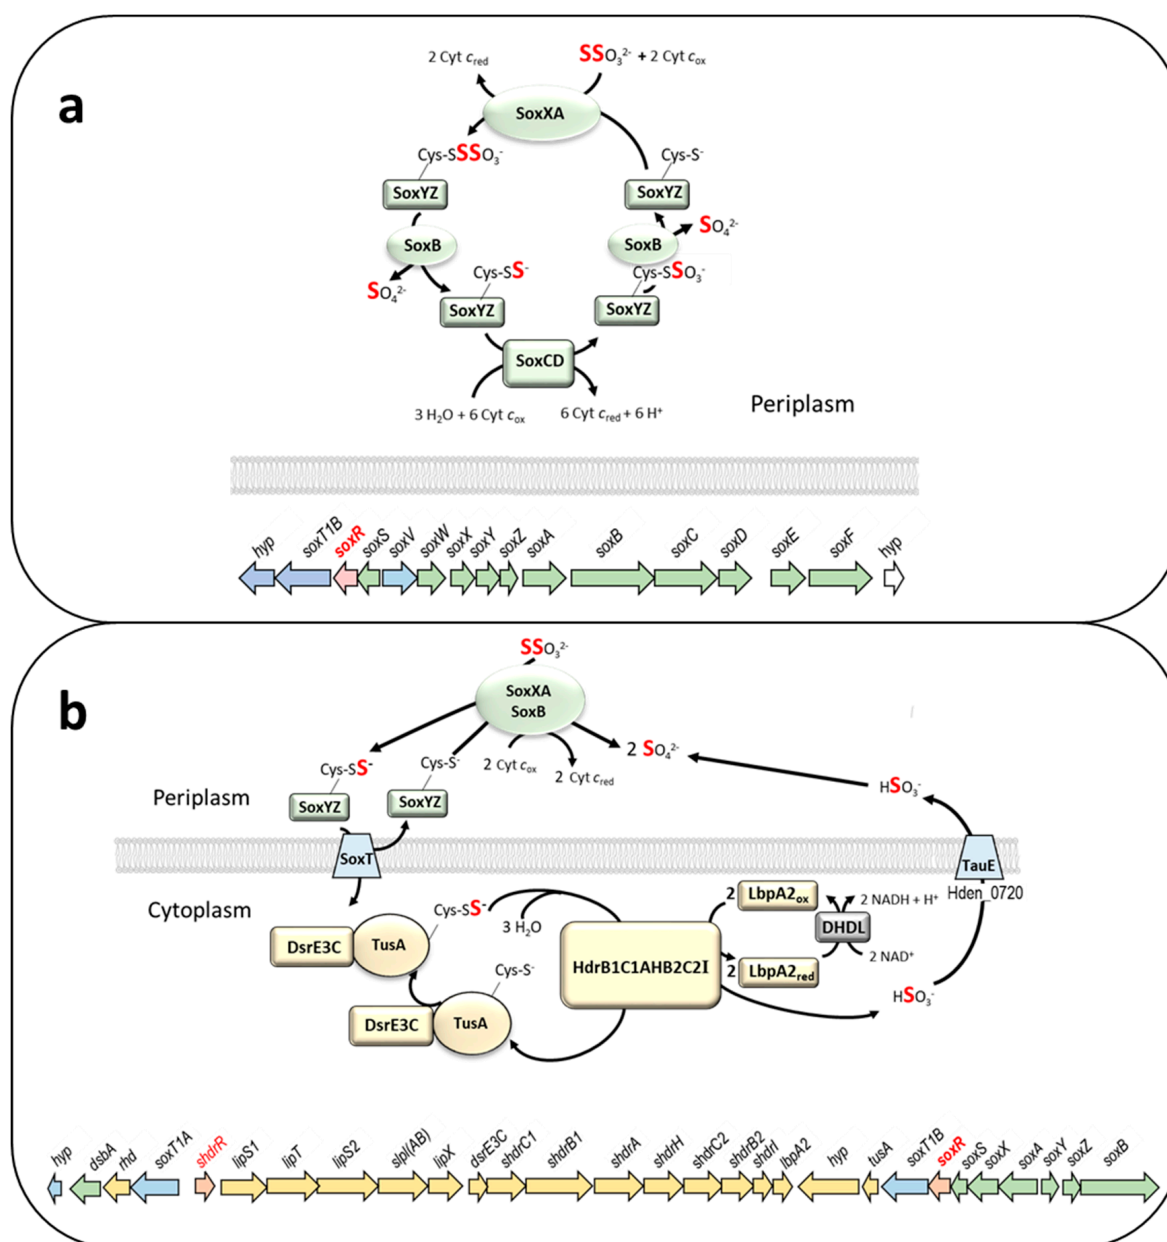 a
2 Cyt c_red
SSO₃²⁻ + 2 Cyt c_ox
SoxXA
Cys-SSSO₃⁻
Cys-S⁻
SoxYZ
SoxYZ
SoxB
SoxB
SO₄²⁻
SO₄²⁻
Cys-SS⁻
Cys-SSO₃⁻
SoxYZ
SoxYZ
SoxCD
3 H₂O + 6 Cyt c_ox
6 Cyt c_red + 6 H⁺
Periplasm
hyp soxT1B soxR soxS soxV soxW soxX soxY soxZ soxA soxB soxC soxD soxE soxF hyp
b
SSO₃²⁻
SoxXA
SoxB
2 SO₄²⁻
Cys-SS⁻
Cys-S⁻
2 Cyt c_ox
2 Cyt c_red
HSO₃⁻
Periplasm
SoxYZ
SoxYZ
SoxT
TauE
Hden_0720
Cytoplasm
Cys-SS⁻
3 H₂O
2 LbpA2ox
2 NADH + H⁺
DHDL
DsrE3C
TusA
HdrB1C1AHB2C2I
2 LbpA2red
2 NAD⁺
Cys-S⁻
HSO₃⁻
DsrE3C
TusA
hyp dsbA rhd soxT1A shdrR lipS1 lipT lipS2 slpl(AB) lipX dsrE3C shdrC1 shdrB1 shdrA shdrH shdrC2 shdrB2 shdrI lbpA2 hyp tusA soxT1B soxR soxS soxX soxA soxY soxZ soxB